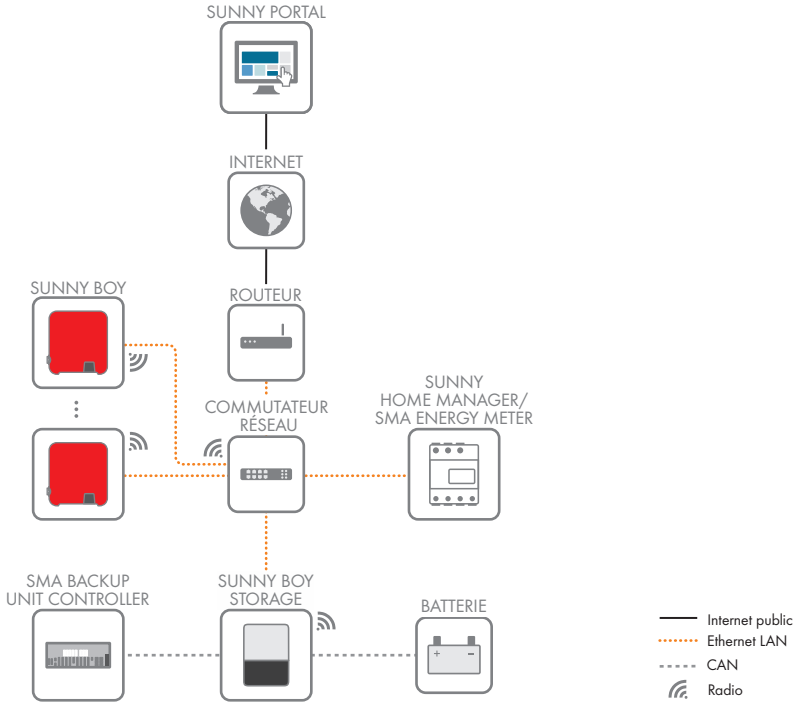 SUNNY PORTAL
INTERNET
SUNNY BOY
ROUTEUR
SUNNY
HOME MANAGER/
SMA ENERGY METER
COMMUTATEUR
RÉSEAU
SMA BACKUP
UNIT CONTROLLER
SUNNY BOY
STORAGE
BATTERIE
Internet public
Ethernet LAN
CAN
Radio